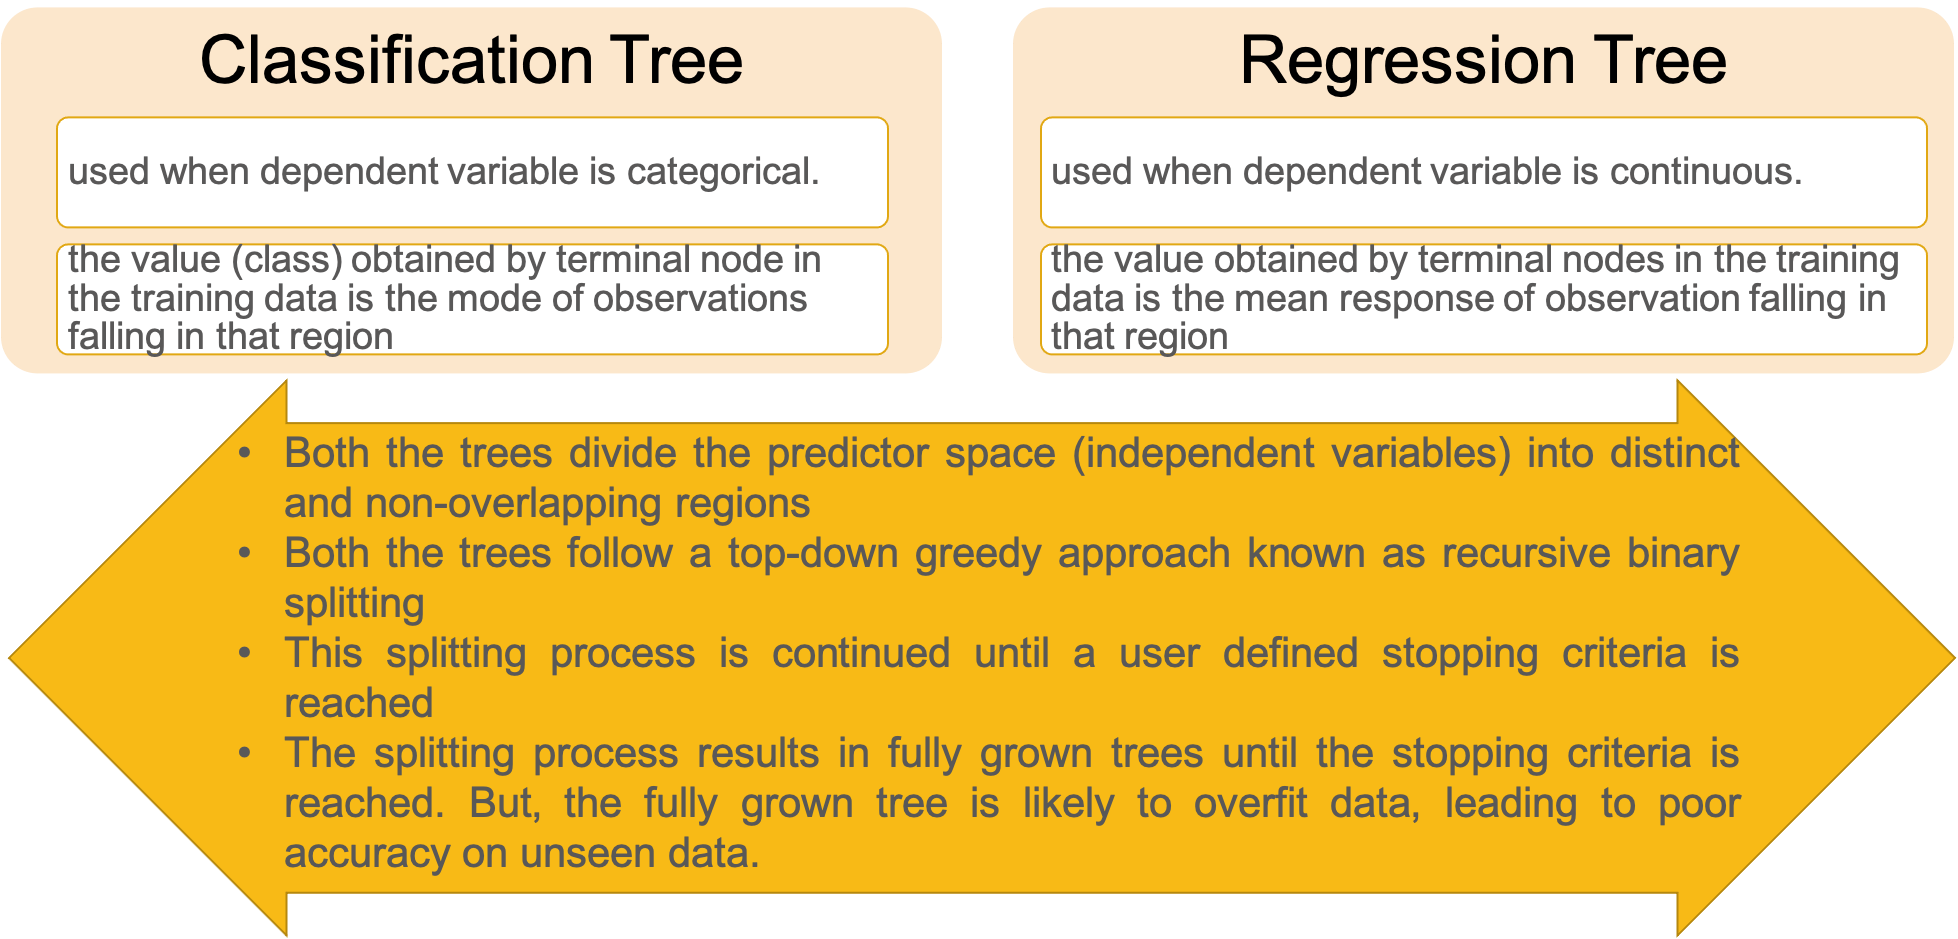 Classification Tree
used when dependent variable is categorical.
the value (class) obtained by terminal node in
the training data is the mode of observations
falling in that region
Regression Tree
used when dependent variable is continuous.
the value obtained by terminal nodes in the training
data is the mean response of observation falling in
that region
• Both the trees divide the predictor space (independent variables) into distinct
and non-overlapping regions
• Both the trees follow a top-down greedy approach known as recursive binary
splitting
• This splitting process is continued until a user defined stopping criteria is
reached
• The splitting process results in fully grown trees until the stopping criteria is
reached. But, the fully grown tree is likely to overfit data, leading to poor
accuracy on unseen data.